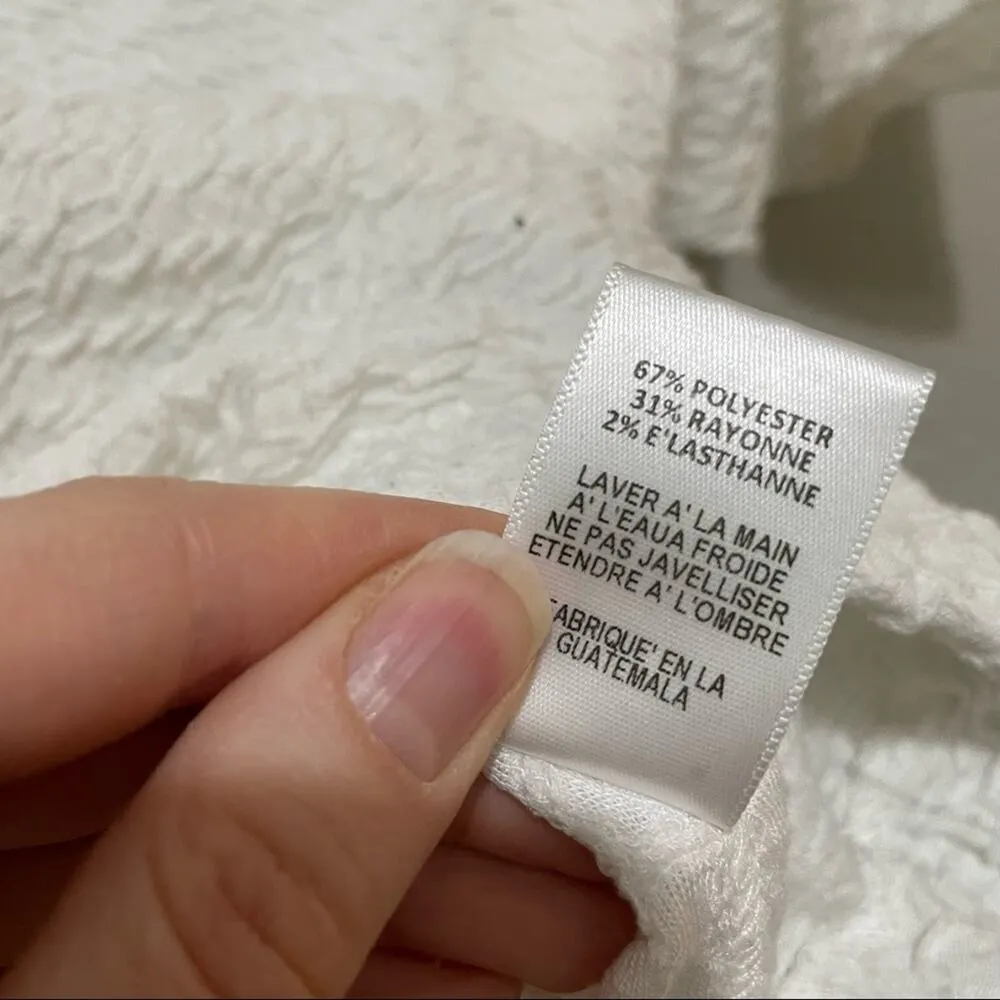 67% POLYESTER
31% RAYONNE
2% E'LASTHANNE
LAVER A' LA MAIN
A' L'EAUA FROIDE
NE PAS JAVELLISER
ETENDRE A' L'OMBRE
FABRIQUE' EN LA
GUATEMALA